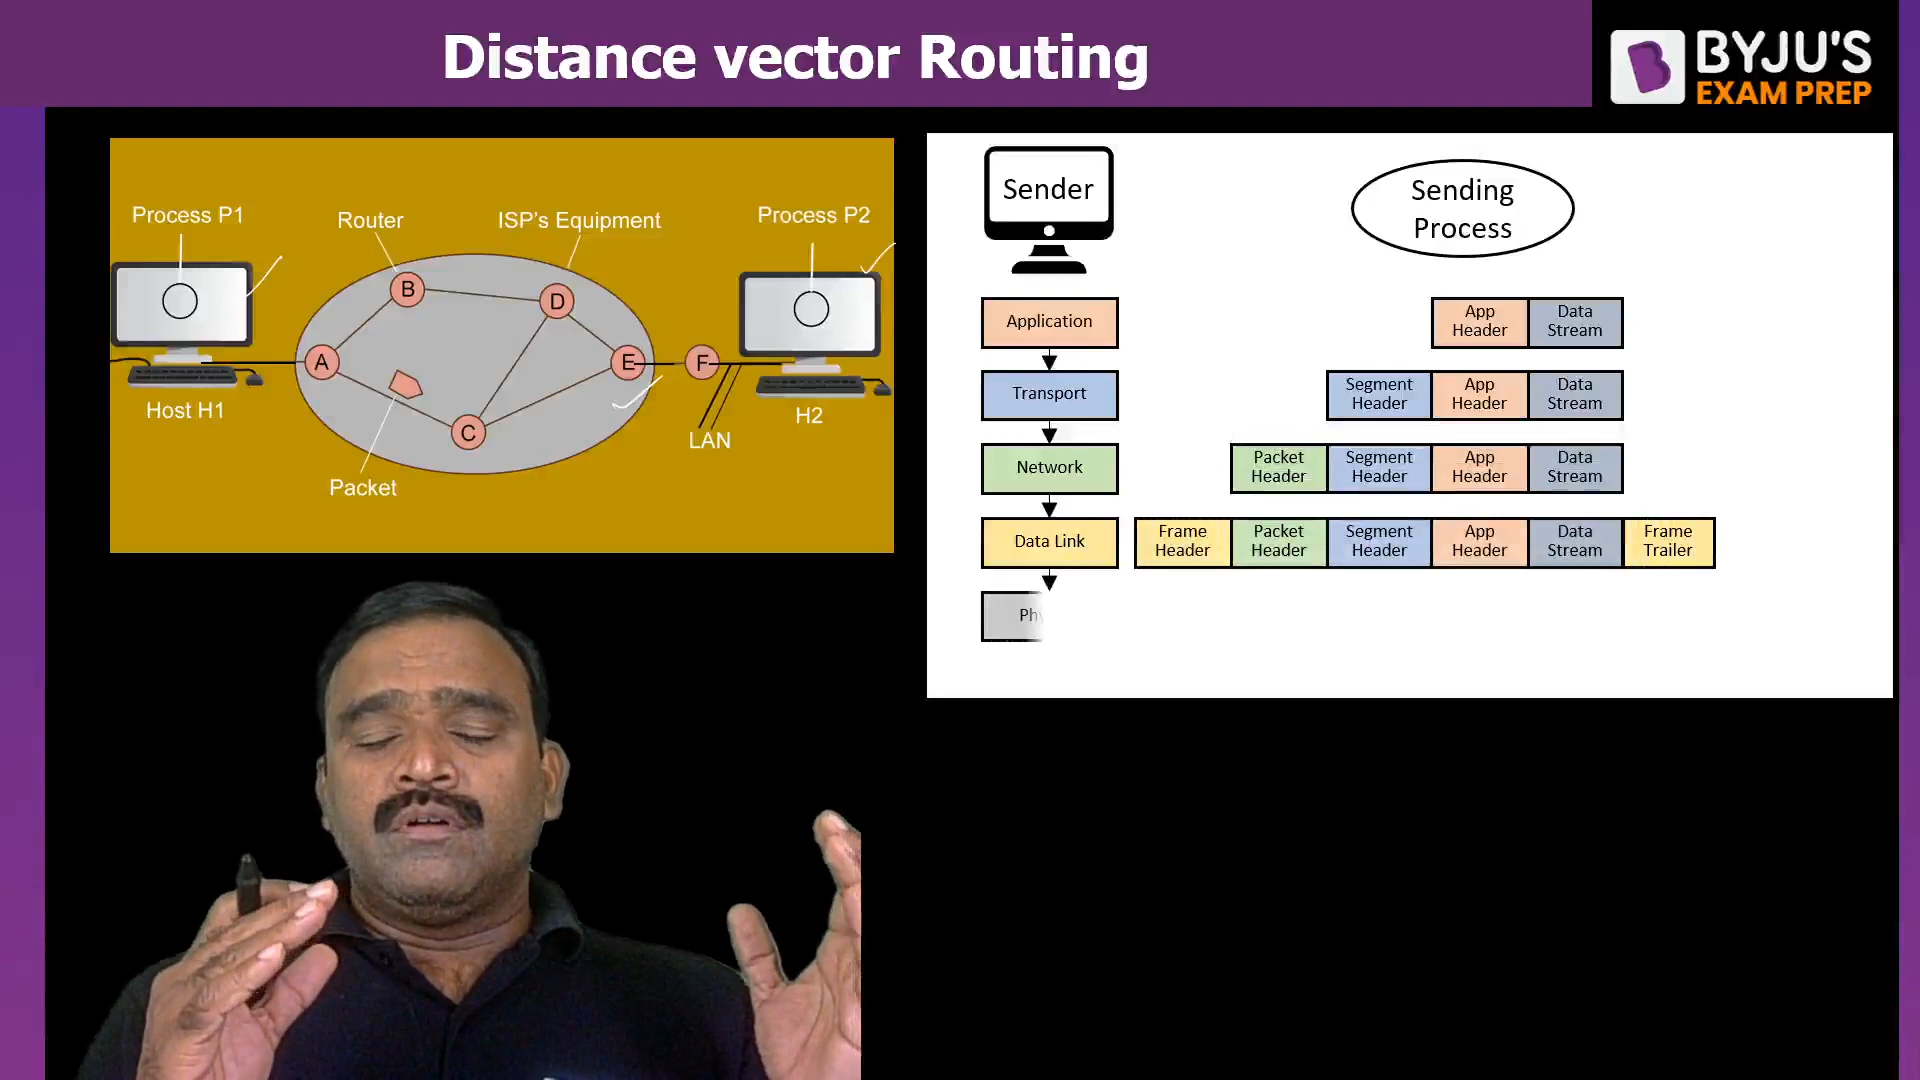 Distance vector Routing
BYJU'S
EXAM PREP
Process P1
Router
ISP's Equipment
Process P2
B
D
A
E
F
C
Host H1
H2
LAN
Packet
Sender
Sending
Process
Application
App
Header
Data
Stream
Transport
Segment
Header
App
Header
Data
Stream
Network
Packet
Header
Segment
Header
App
Header
Data
Stream
Data Link
Frame
Header
Packet
Header
Segment
Header
App
Header
Data
Stream
Frame
Trailer